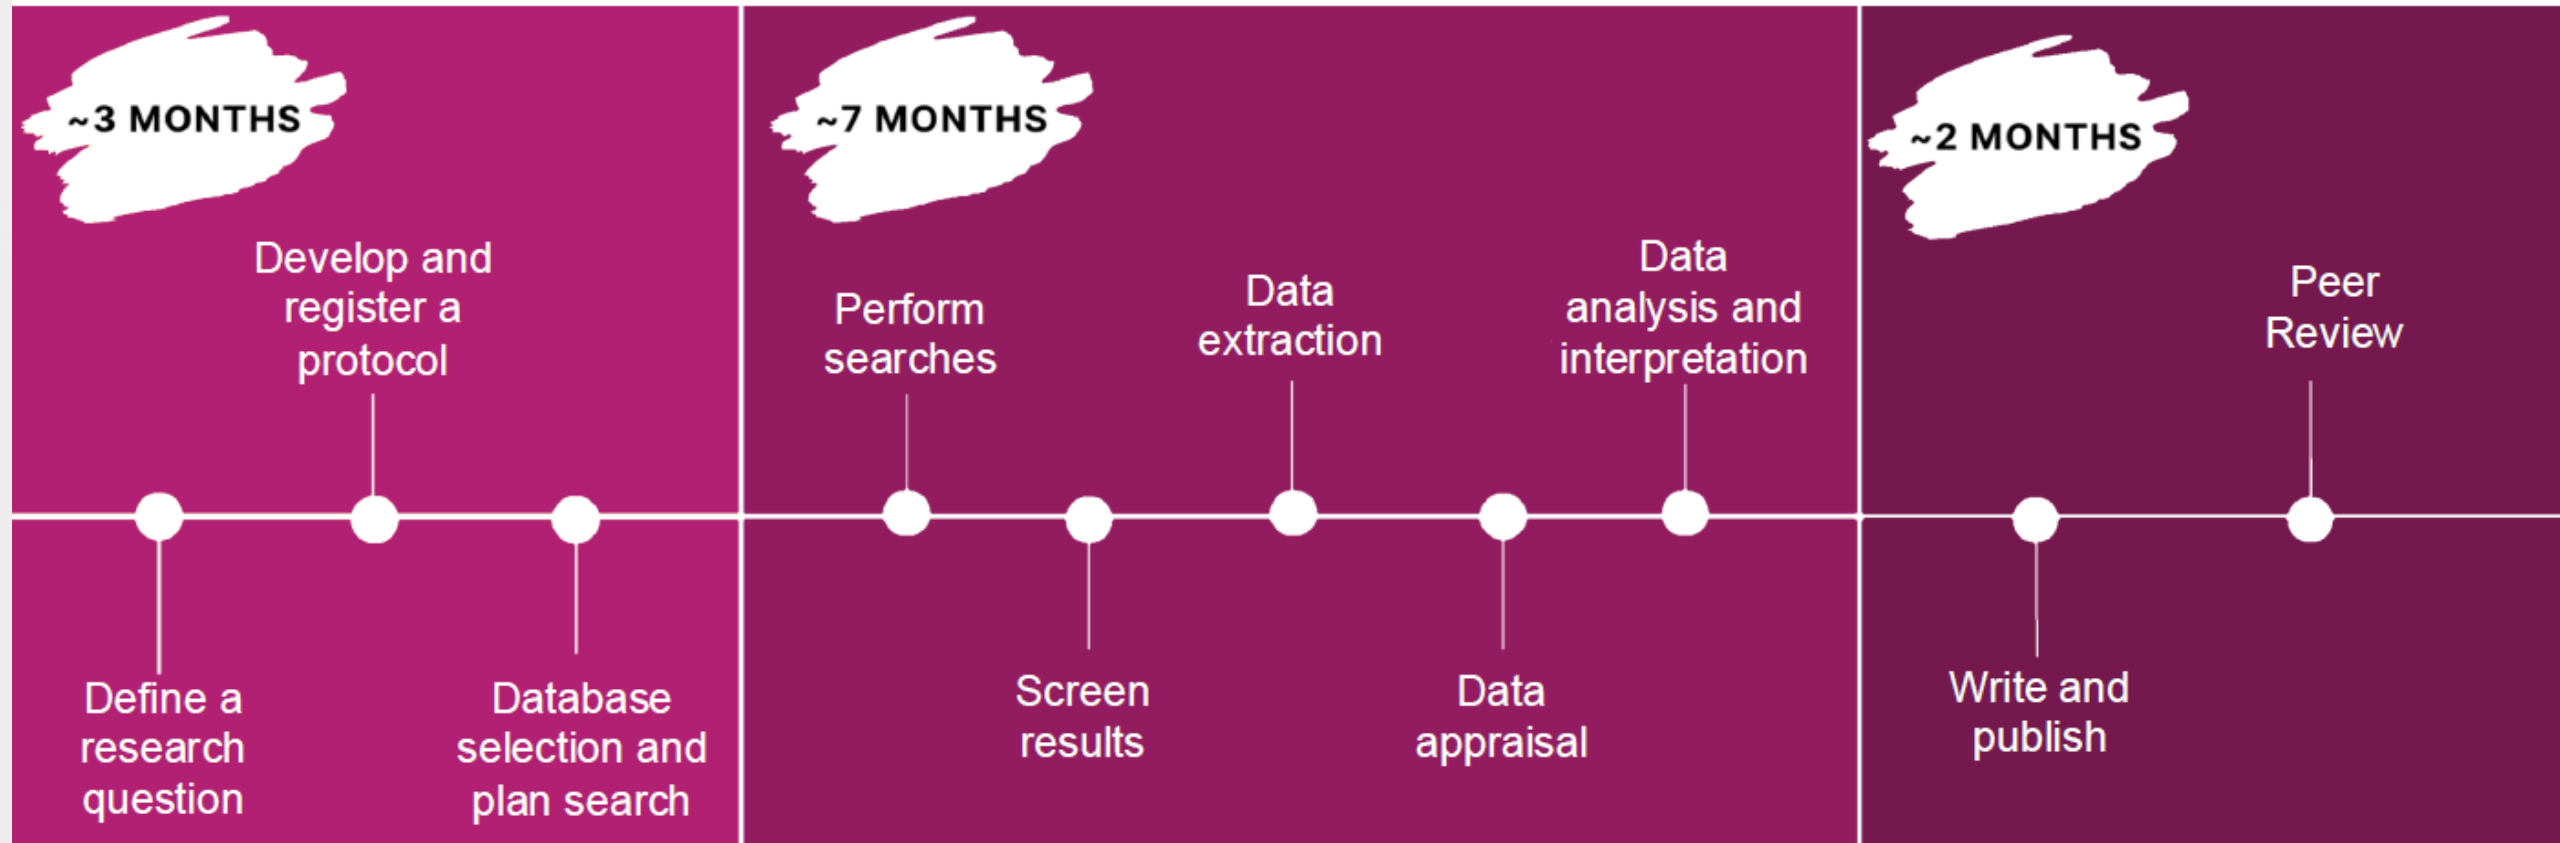 ~3 MONTHS
Define a
research
question
Develop and
register a
protocol
Database
selection and
plan search
~7 MONTHS
Perform
searches
Screen
results
Data
extraction
Data
appraisal
Data
analysis and
interpretation
~2 MONTHS
Write and
publish
Peer
Review